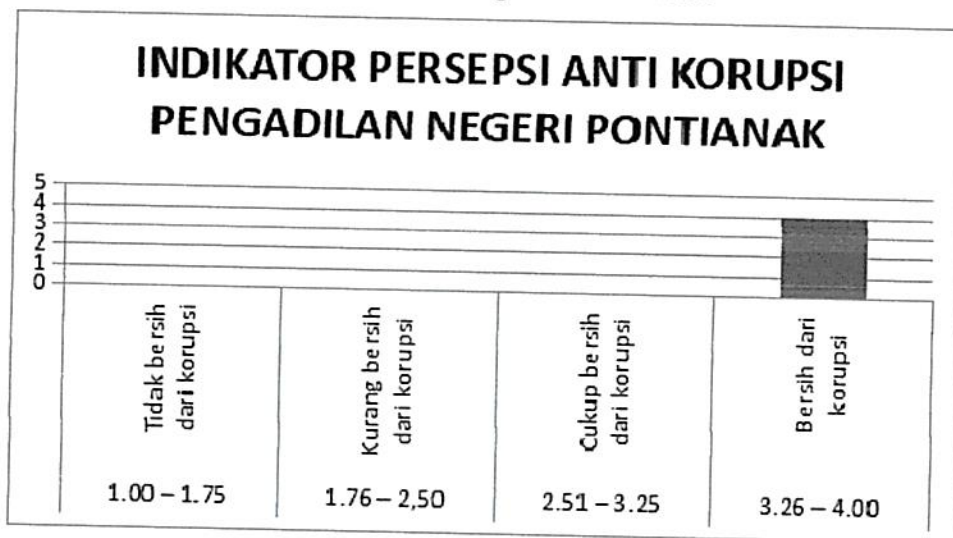 INDIKATOR PERSEPSI ANTI KORUPSI
PENGADILAN NEGERI PONTIANAK
5
4
3
2
1
0
Tidak bersih
dari korupsi
Kurang bersih
dari korupsi
Cukup bersih
dari korupsi
Bersih dari
korupsi
1.00 – 1.75
1.76 – 2,50
2.51 – 3.25
3.26 – 4.00